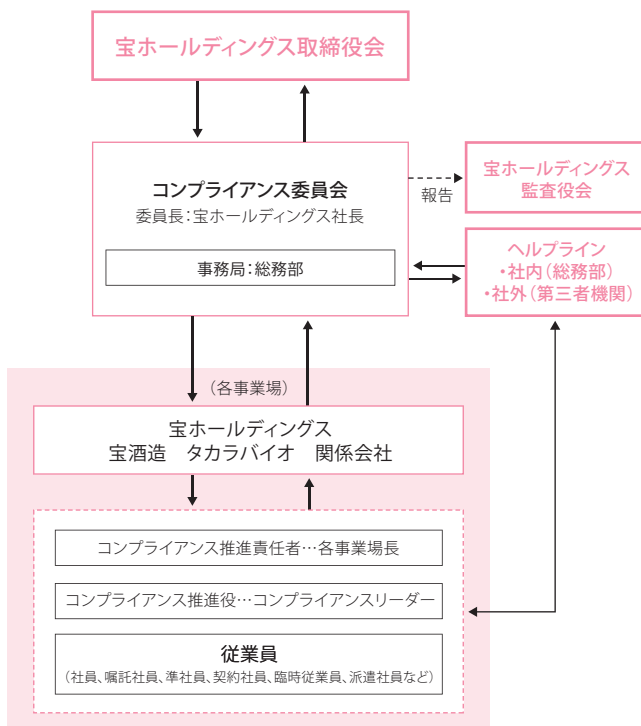 宝ホールディングス取締役会
コンプライアンス委員会
委員長：宝ホールディングス社長
事務局：総務部
報告
宝ホールディングス
監査役会
ヘルプライン
・社内（総務部）
・社外（第三者機関）
（各事業場）
宝ホールディングス
宝酒造　タカラバイオ　関係会社
コンプライアンス推進責任者…各事業場長
コンプライアンス推進役…コンプライアンスリーダー
従業員
（社員、嘱託社員、準社員、契約社員、臨時従業員、派遣社員など）